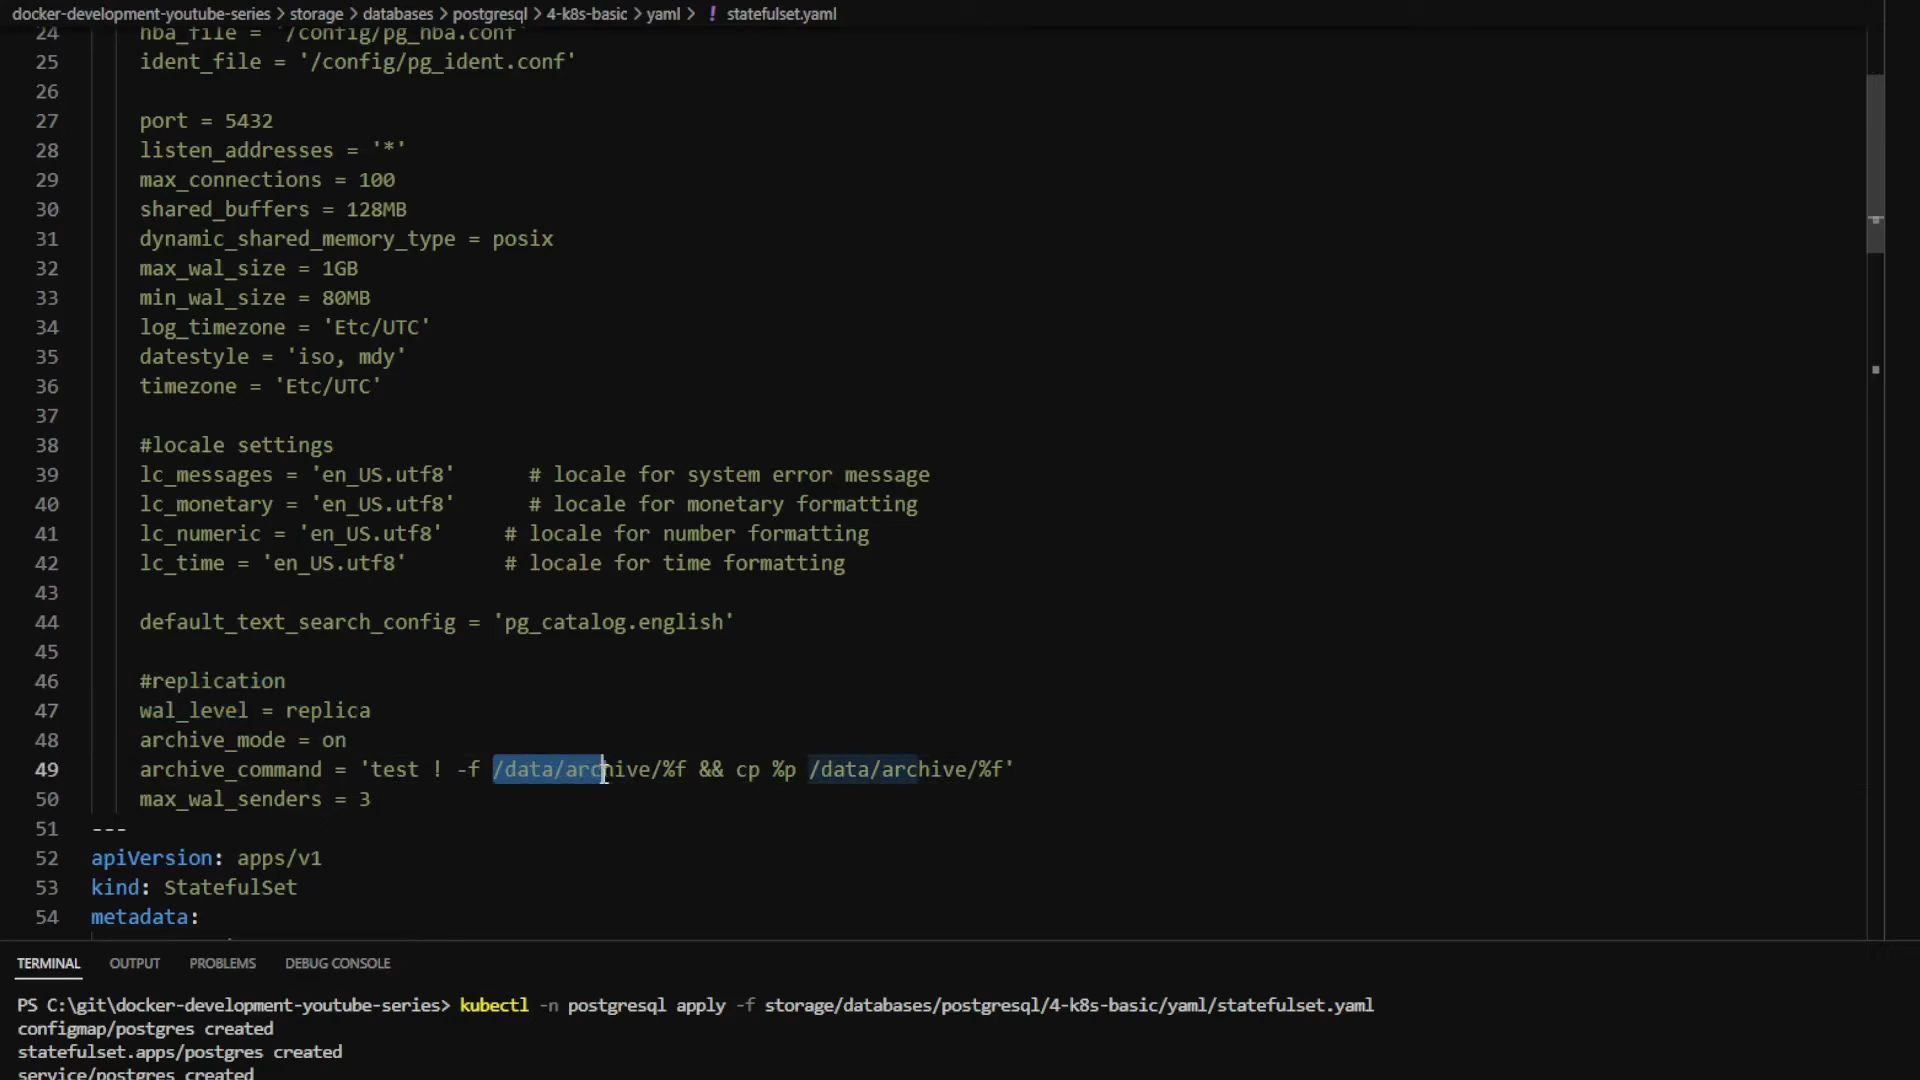 docker-development-youtube-series > storage > databases > postgresql > 4-k8s-basic > yaml > ! statefulset.yaml
24 hba_file = '/config/pg_hba.conf'
25 ident_file = '/config/pg_ident.conf'
26
27 port = 5432
28 listen_addresses = '*'
29 max_connections = 100
30 shared_buffers = 128MB
31 dynamic_shared_memory_type = posix
32 max_wal_size = 1GB
33 min_wal_size = 80MB
34 log_timezone = 'Etc/UTC'
35 datestyle = 'iso, mdy'
36 timezone = 'Etc/UTC'
37
38 #locale settings
39 lc_messages = 'en_US.utf8' # locale for system error message
40 lc_monetary = 'en_US.utf8' # locale for monetary formatting
41 lc_numeric = 'en_US.utf8' # locale for number formatting
42 lc_time = 'en_US.utf8' # locale for time formatting
43
44 default_text_search_config = 'pg_catalog.english'
45
46 #replication
47 wal_level = replica
48 archive_mode = on
49 archive_command = 'test ! -f /data/archive/%f && cp %p /data/archive/%f'
50 max_wal_senders = 3
51 ---
52 apiVersion: apps/v1
53 kind: StatefulSet
54 metadata:
TERMINAL OUTPUT PROBLEMS DEBUG CONSOLE
PS C:\git\docker-development-youtube-series> kubectl -n postgresql apply -f storage/databases/postgresql/4-k8s-basic/yaml/statefulset.yaml
configmap/postgres created
statefulset.apps/postgres created
service/postgres created